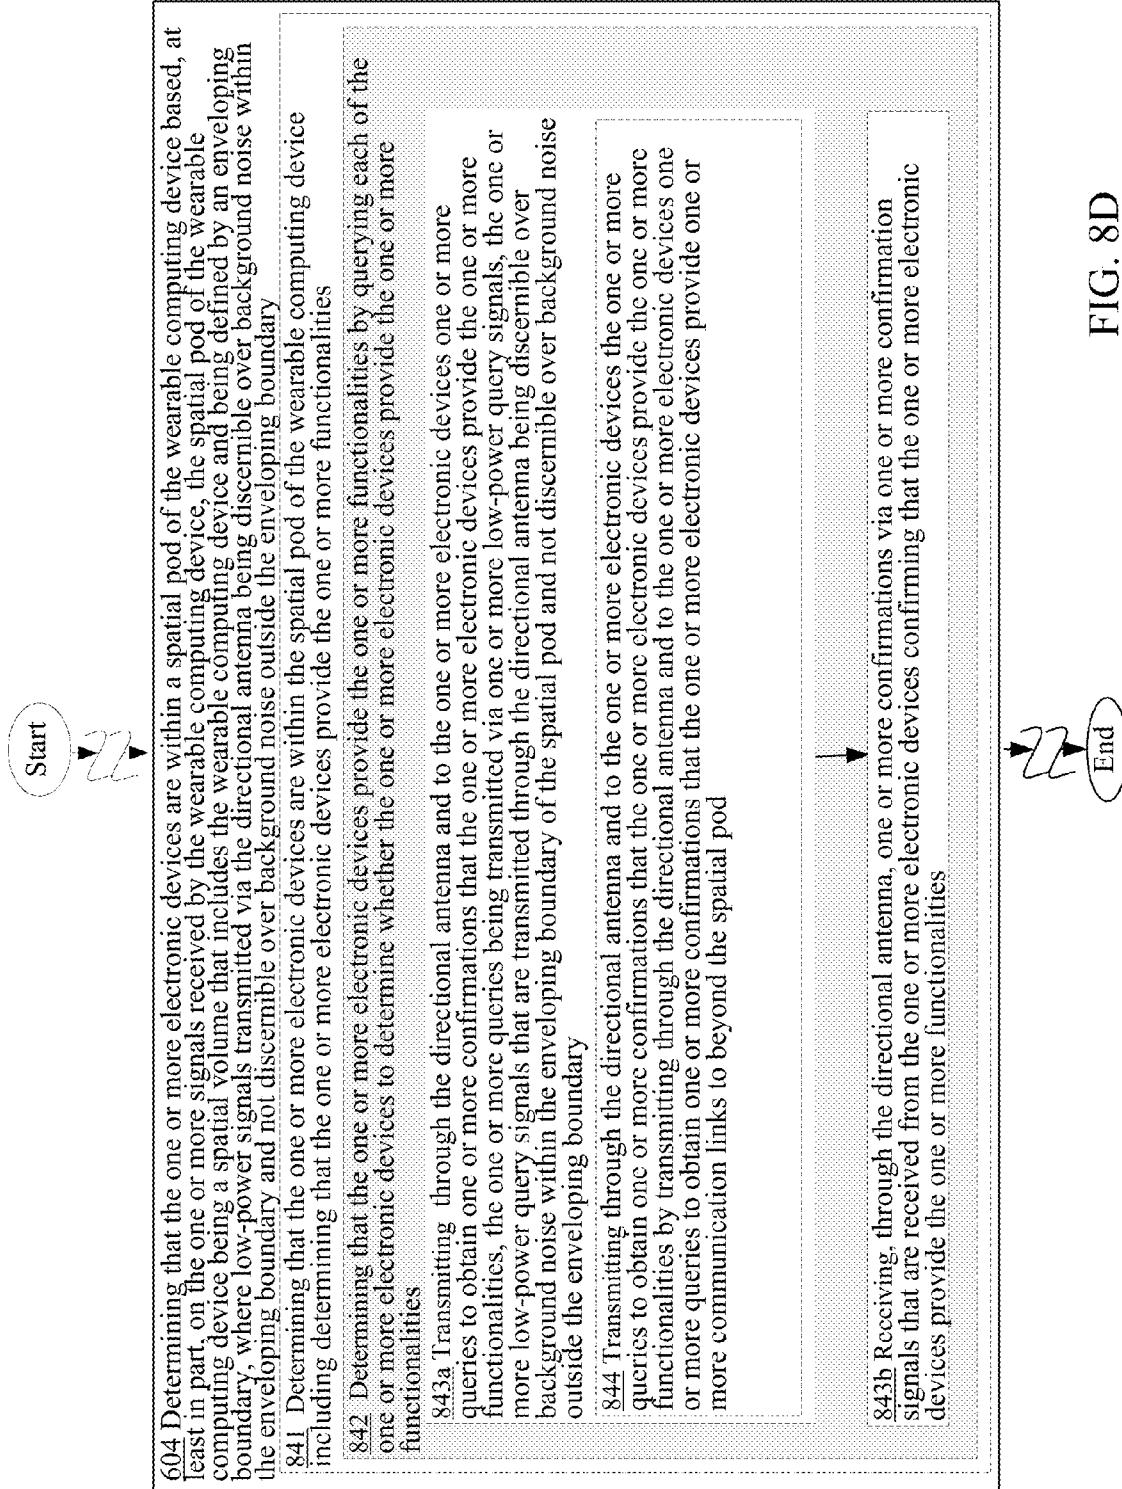 Start
604 Determining that the one or more electronic devices are within a spatial pod of the wearable computing device based, at
least in part, on the one or more signals received by the wearable computing device, the spatial pod of the wearable
computing device being a spatial volume that includes the wearable computing device and being defined by an enveloping
boundary, where low-power signals transmitted via the directional antenna being discernible over background noise within
the enveloping boundary and not discernible over background noise outside the enveloping boundary
841 Determining that the one or more electronic devices are within the spatial pod of the wearable computing device
including determining that the one or more electronic devices provide the one or more functionalities
842 Determining that the one or more electronic devices provide the one or more functionalities by querying each of the
one or more electronic devices to determine whether the one or more electronic devices provide the one or more
functionalities
843a Transmitting through the directional antenna and to the one or more electronic devices one or more
queries to obtain one or more confirmations that the one or more electronic devices provide the one or more
functionalities, the one or more queries being transmitted via one or more low-power query signals, the one or
more low-power query signals that are transmitted through the directional antenna being discernible over
background noise within the enveloping boundary of the spatial pod and not discernible over background noise
outside the enveloping boundary
844 Transmitting through the directional antenna and to the one or more electronic devices the one or more
queries to obtain one or more confirmations that the one or more electronic devices provide the one or more
functionalities by transmitting through the directional antenna and to the one or more electronic devices one
or more queries to obtain one or more confirmations that the one or more electronic devices provide one or
more communication links to beyond the spatial pod
843b Receiving, through the directional antenna, one or more confirmations via one or more confirmation
signals that are received from the one or more electronic devices confirming that the one or more electronic
devices provide the one or more functionalities
End
FIG. 8D